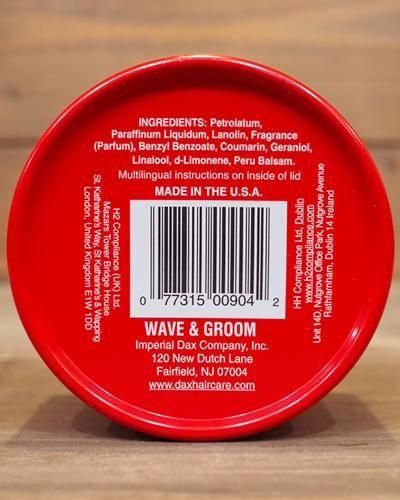 INGREDIENTS: Petrolatum,
Paraffinum Liquidum, Lanolin, Fragrance
(Parfum), Benzyl Benzoate, Coumarin, Geraniol,
Linalool, d-Limonene, Peru Balsam.
Multilingual instructions on inside of lid
MADE IN THE U.S.A.
H2 Compliance (UK) Ltd.
Mazars Tower Bridge House
St. Katharine's Way, St Katharine's & Wapping
London, United Kingdom E1W 1DD
0 77315 00904 2
HH Compliance Ltd, Dublin
www.h2compliance.com
Unit 14D, Nutgrove Office Park, Nutgrove Avenue
Rathfarnham, Dublin 14 Ireland
WAVE & GROOM
Imperial Dax Company, Inc.
120 New Dutch Lane
Fairfield, NJ 07004
www.daxhaircare.com